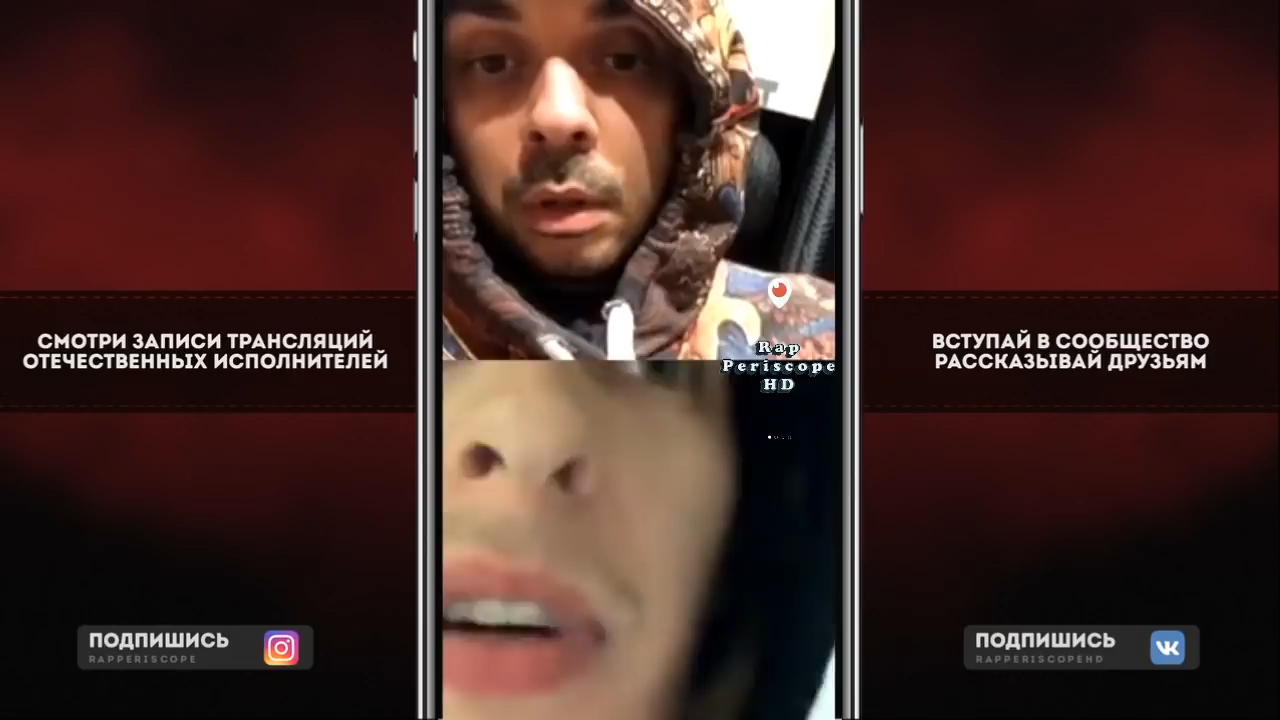 СМОТРИ ЗАПИСИ ТРАНСЛЯЦИЙ
ОТЕЧЕСТВЕННЫХ ИСПОЛНИТЕЛЕЙ
Rap
Periscope
HD
ВСТУПАЙ В СООБЩЕСТВО
РАССКАЗЫВАЙ ДРУЗЬЯМ
ПОДПИШИСЬ
RAPPERISCOPE
ПОДПИШИСЬ
RAPPERISCOPEHD